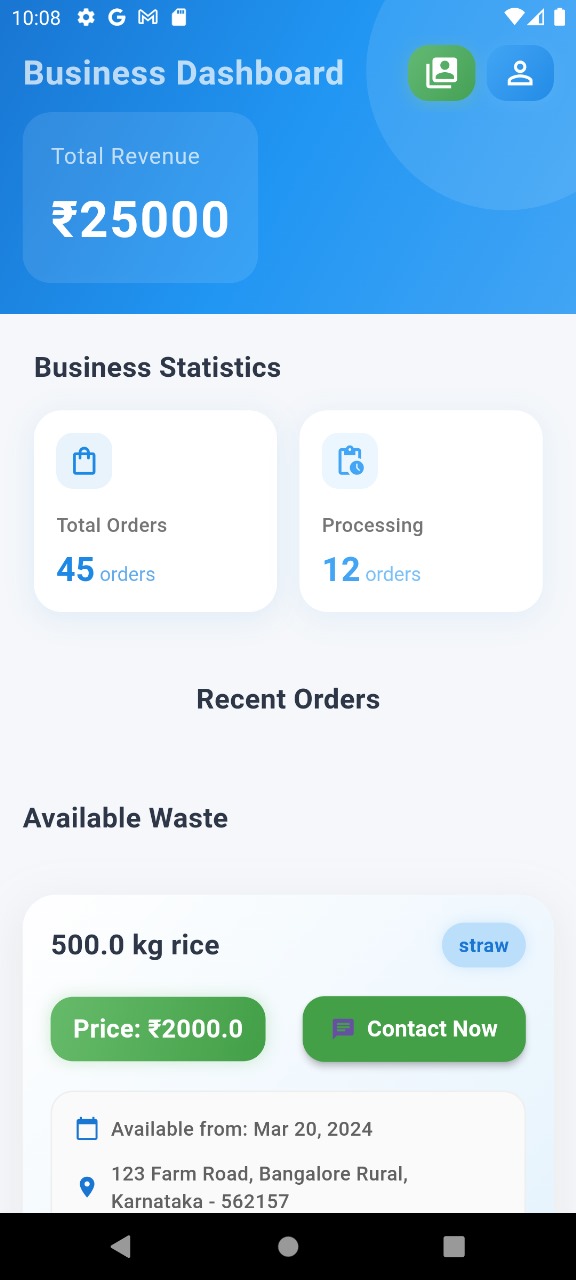 10:08
Business Dashboard
Total Revenue
₹25000
Business Statistics
Total Orders
45 orders
Processing
12 orders
Recent Orders
Available Waste
500.0 kg rice
straw
Price: ₹2000.0
Contact Now
Available from: Mar 20, 2024
123 Farm Road, Bangalore Rural,
Karnataka - 562157